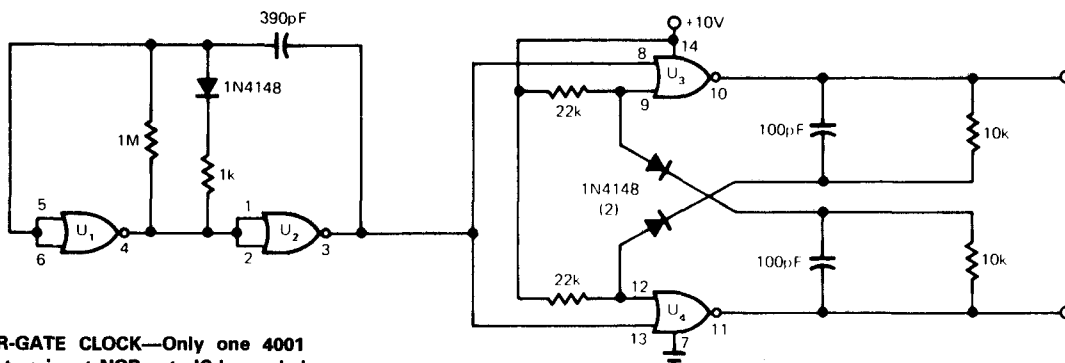 390pF
+10V
14
8
U3
9
10
1N4148
22k
100pF
10k
1M
1k
1N4148
(2)
5
U1
4
6
1
U2
3
2
100pF
10k
22k
12
U4
11
13
7
R-GATE CLOCK—Only one 4001